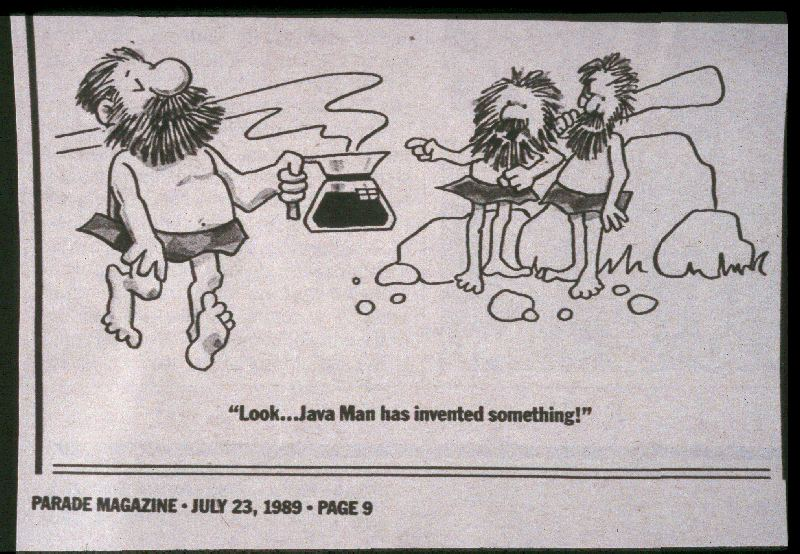 “Look...Java Man has invented something!”
PARADE MAGAZINE · JULY 23, 1989 · PAGE 9